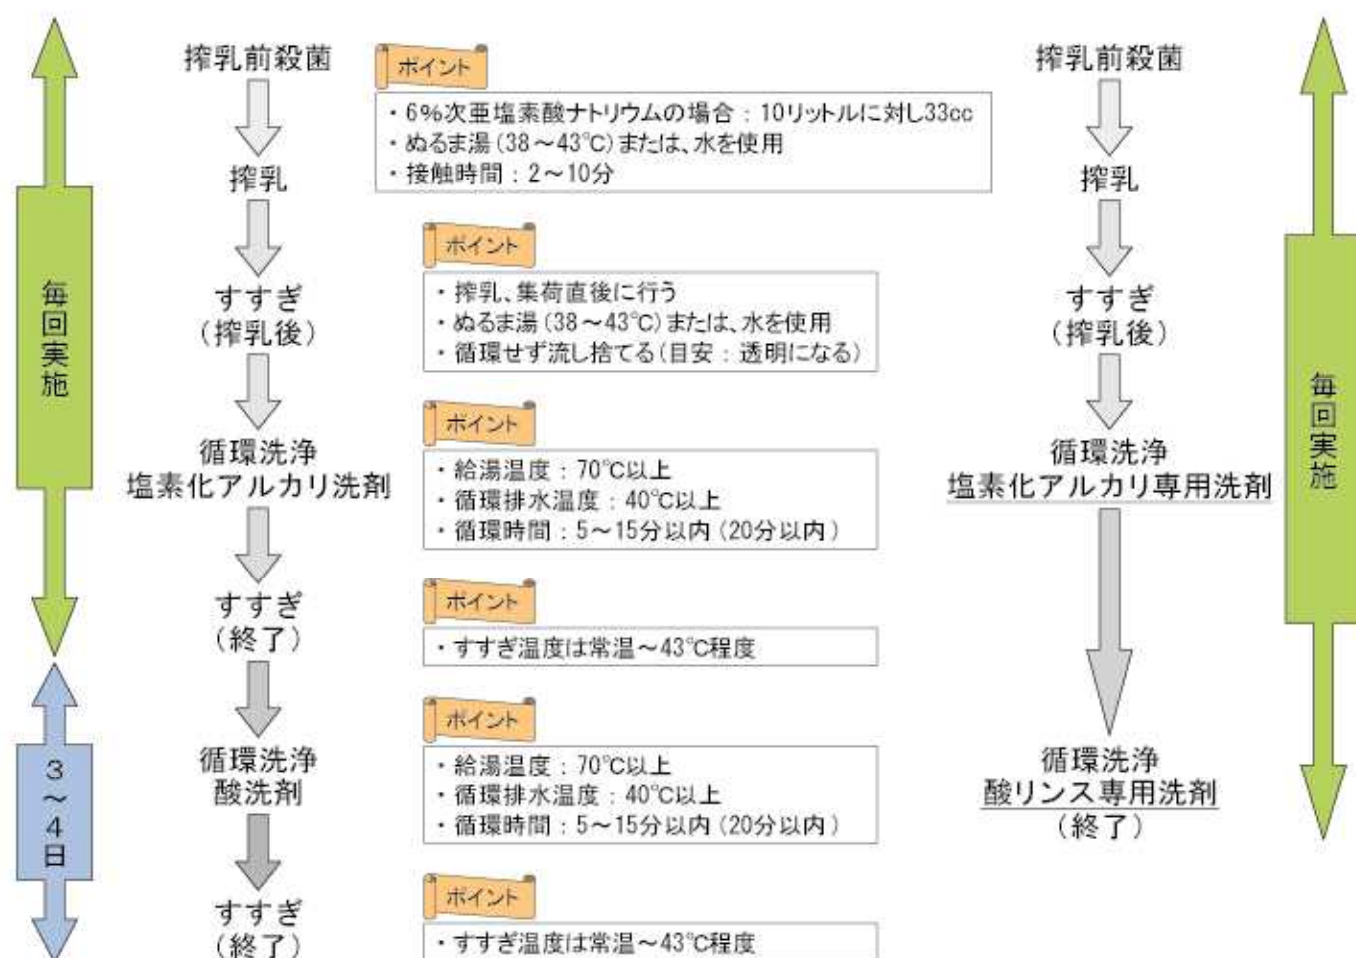 毎回実施
3～4日
搾乳前殺菌
搾乳
すすぎ
(搾乳後)
循環洗浄
塩素化アルカリ洗剤
すすぎ
(終了)
循環洗浄
酸洗剤
すすぎ
(終了)
ポイント
・6%次亜塩素酸ナトリウムの場合：10リットルに対し33cc
・ぬるま湯(38～43℃)または、水を使用
・接触時間：2～10分
ポイント
・搾乳、集荷直後に行う
・ぬるま湯(38～43℃)または、水を使用
・循環せず流し捨てる(目安：透明になる)
ポイント
・給湯温度：70℃以上
・循環排水温度：40℃以上
・循環時間：5～15分以内(20分以内)
ポイント
・すすぎ温度は常温～43℃程度
ポイント
・給湯温度：70℃以上
・循環排水温度：40℃以上
・循環時間：5～15分以内(20分以内)
ポイント
・すすぎ温度は常温～43℃程度
搾乳前殺菌
搾乳
すすぎ
(搾乳後)
循環洗浄
塩素化アルカリ専用洗剤
循環洗浄
酸リンス専用洗剤
(終了)
毎回実施